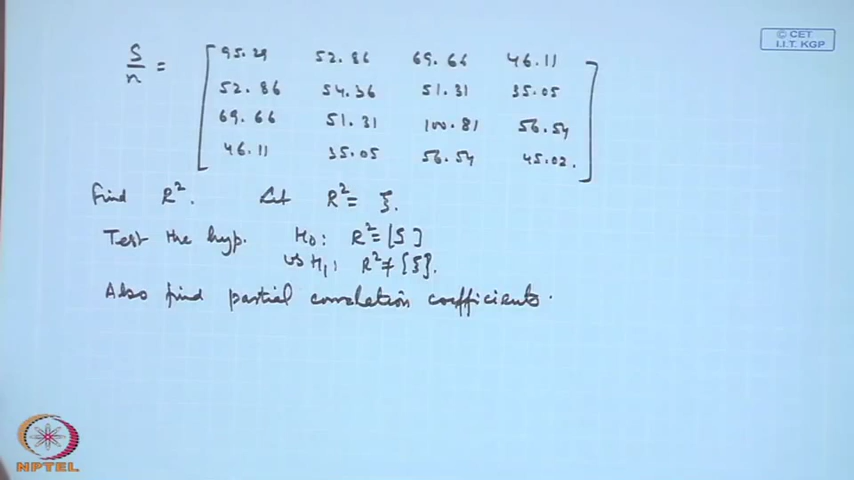 © CET
I.I.T. KGP
S/n = [ 95.29 52.86 69.66 46.11
52.86 54.36 51.31 35.05
69.66 51.31 100.81 56.54
46.11 35.05 56.54 45.02. ]
Find R². Let R² = ξ.
Test the hyp. H₀: R² = [ξ]
vs H₁: R² ≠ {ξ}.
Also find partial correlation coefficients.
NPTEL